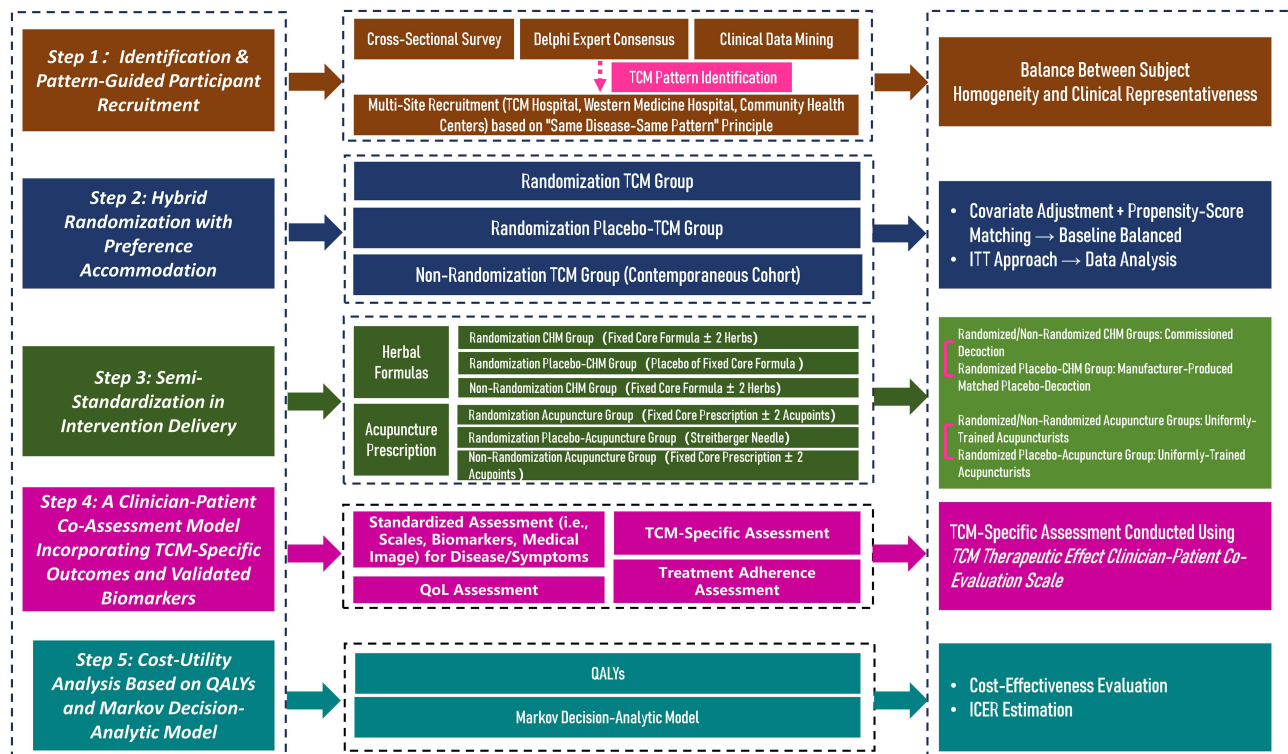 Step 1： Identification &
Pattern-Guided Participant
Recruitment
Cross-Sectional Survey
Delphi Expert Consensus
Clinical Data Mining
TCM Pattern Identification
Multi-Site Recruitment (TCM Hospital, Western Medicine Hospital, Community Health
Centers) based on "Same Disease-Same Pattern" Principle
Balance Between Subject
Homogeneity and Clinical Representativeness
Step 2: Hybrid
Randomization with
Preference
Accommodation
Randomization TCM Group
Randomization Placebo-TCM Group
Non-Randomization TCM Group (Contemporaneous Cohort)
• Covariate Adjustment + Propensity-Score
Matching → Baseline Balanced
• ITT Approach → Data Analysis
Step 3: Semi-
Standardization in
Intervention Delivery
Herbal
Formulas
Randomization CHM Group （Fixed Core Formula ± 2 Herbs）
Randomization Placebo-CHM Group （Placebo of Fixed Core Formula ）
Non-Randomization CHM Group （Fixed Core Formula ± 2 Herbs）
Acupuncture
Prescription
Randomization Acupuncture Group （Fixed Core Prescription ± 2 Acupoints）
Randomization Placebo-Acupuncture Group （Streitberger Needle）
Non-Randomization Acupuncture Group （Fixed Core Prescription ± 2
Acupoints）
Randomized/Non-Randomized CHM Groups: Commissioned
Decoction
Randomized Placebo-CHM Group: Manufacturer-Produced
Matched Placebo-Decoction
Randomized/Non-Randomized Acupuncture Groups: Uniformly-
Trained Acupuncturists
Randomized Placebo-Acupuncture Group: Uniformly-Trained
Acupuncturists
Step 4: A Clinician-Patient
Co-Assessment Model
Incorporating TCM-Specific
Outcomes and Validated
Biomarkers
Standardized Assessment (i.e.,
Scales, Biomarkers, Medical
Image) for Disease/Symptoms
TCM-Specific Assessment
QoL Assessment
Treatment Adherence
Assessment
TCM-Specific Assessment Conducted Using
TCM Therapeutic Effect Clinician-Patient Co-
Evaluation Scale
Step 5: Cost-Utility
Analysis Based on QALYs
and Markov Decision-
Analytic Model
QALYs
Markov Decision-Analytic Model
• Cost-Effectiveness Evaluation
• ICER Estimation